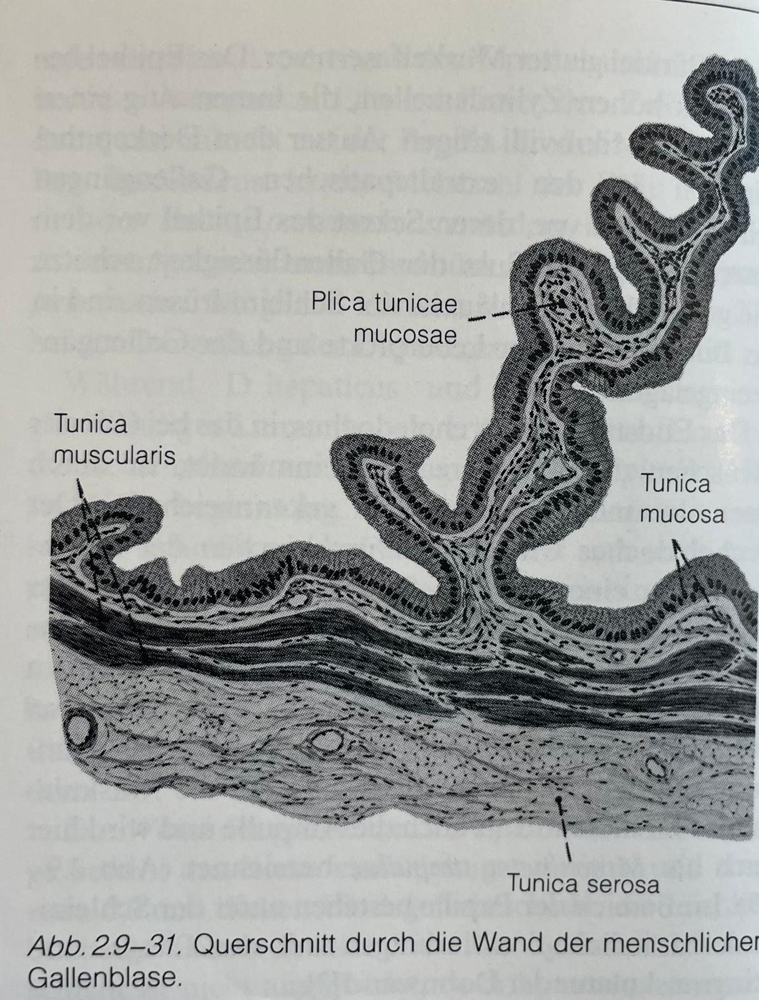 Plica tunicae
mucosae
Tunica
muscularis
Tunica
mucosa
Tunica serosa
Abb. 2.9–31. Querschnitt durch die Wand der menschlichen
Gallenblase.